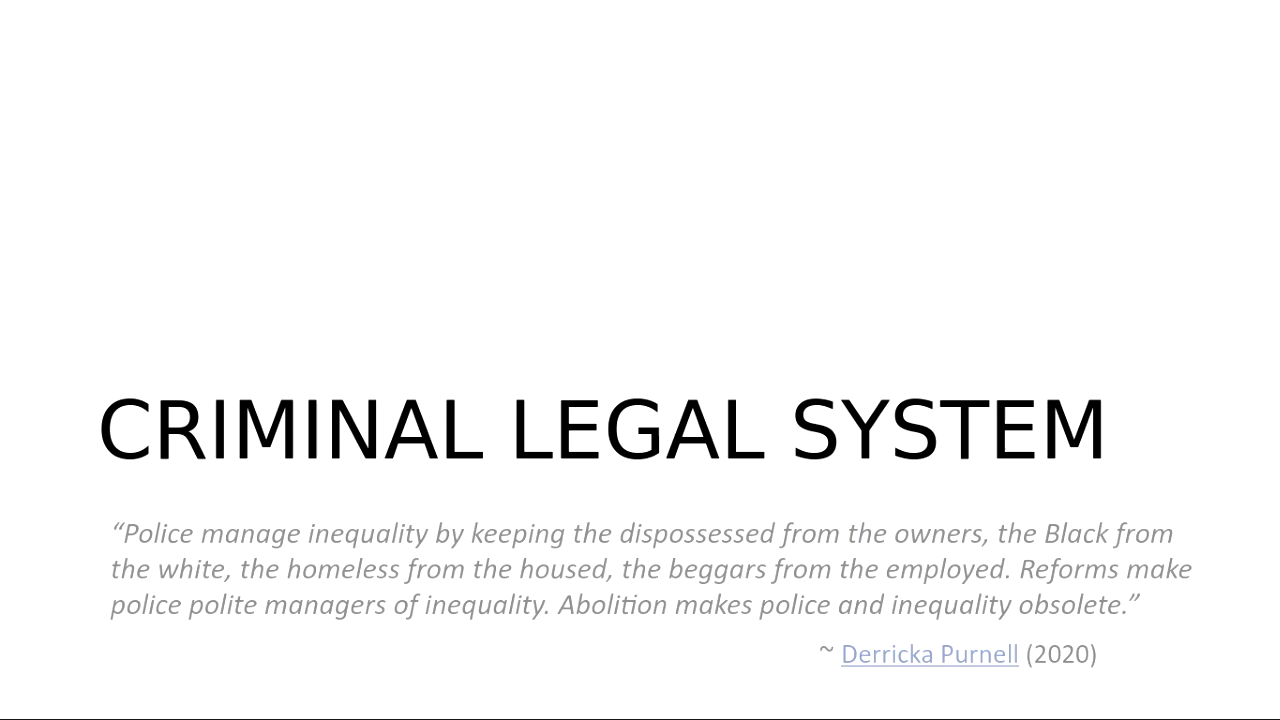 CRIMINAL LEGAL SYSTEM
“Police manage inequality by keeping the dispossessed from the owners, the Black from
the white, the homeless from the housed, the beggars from the employed. Reforms make
police polite managers of inequality. Abolition makes police and inequality obsolete.”
~ Derricka Purnell (2020)